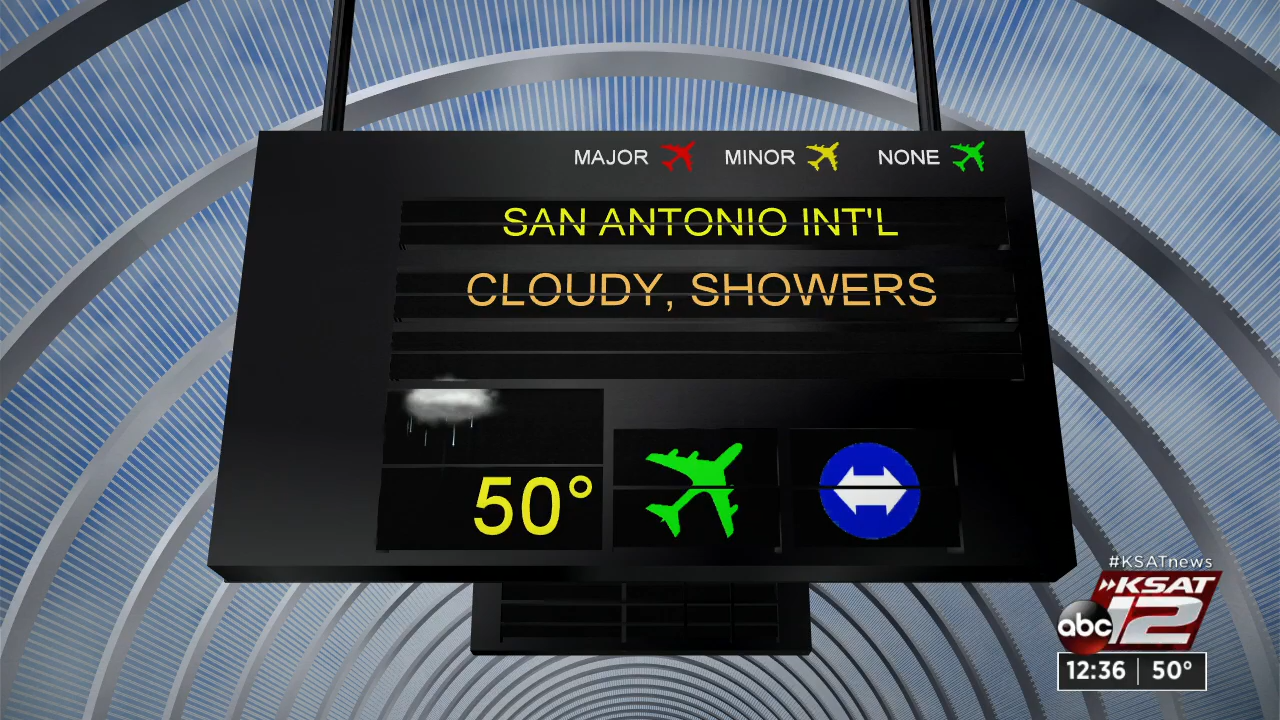 MAJOR MINOR NONE
SAN ANTONIO INT'L
CLOUDY, SHOWERS
50°
#KSATnews
KSAT
abc 12
12:36 50°